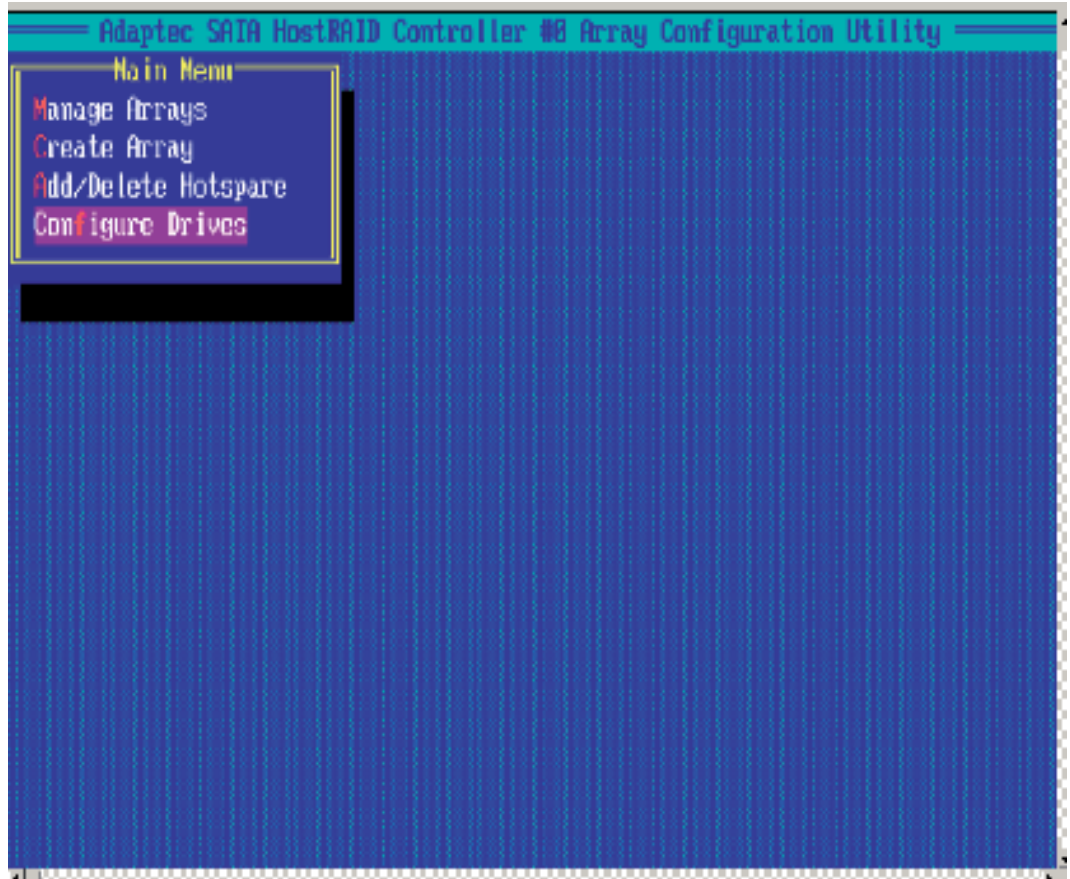 Adaptec SATA HostRAID Controller #0 Array Configuration Utility
Main Menu
Manage Arrays
Create Array
Add/Delete Hotspare
Configure Drives